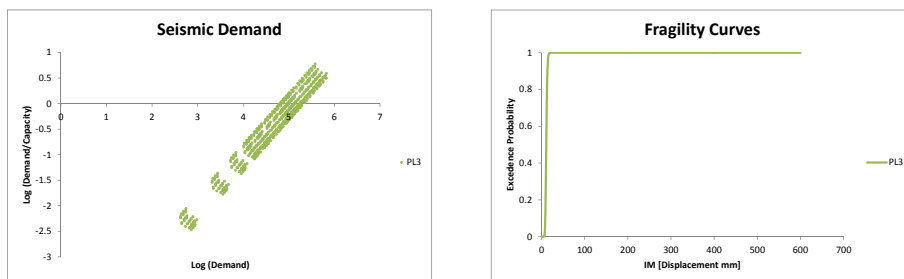 Seismic Demand
1
0.5
0
0 1 2 3 4 5 6 7
-0.5
-1
-1.5
-2
-2.5
-3
Log (Demand/Capacity)
Log (Demand)
PL3
Fragility Curves
1
0.8
0.6
0.4
0.2
0
0 100 200 300 400 500 600 700
Excedence Probability
IM [Displacement mm]
PL3